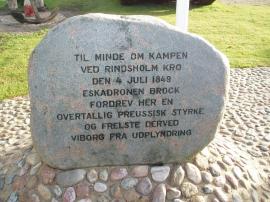 TIL MINDE OM KAMPEN
VED RINDSHOLM KRO
DEN 4 JULI 1849
ESKADRONEN BROCK
FORDREV HER EN
OVERTALLIG PREUSSISK STYRKE
OG FRELSTE DERVED
VIBORG FRA UDPLYNDRING